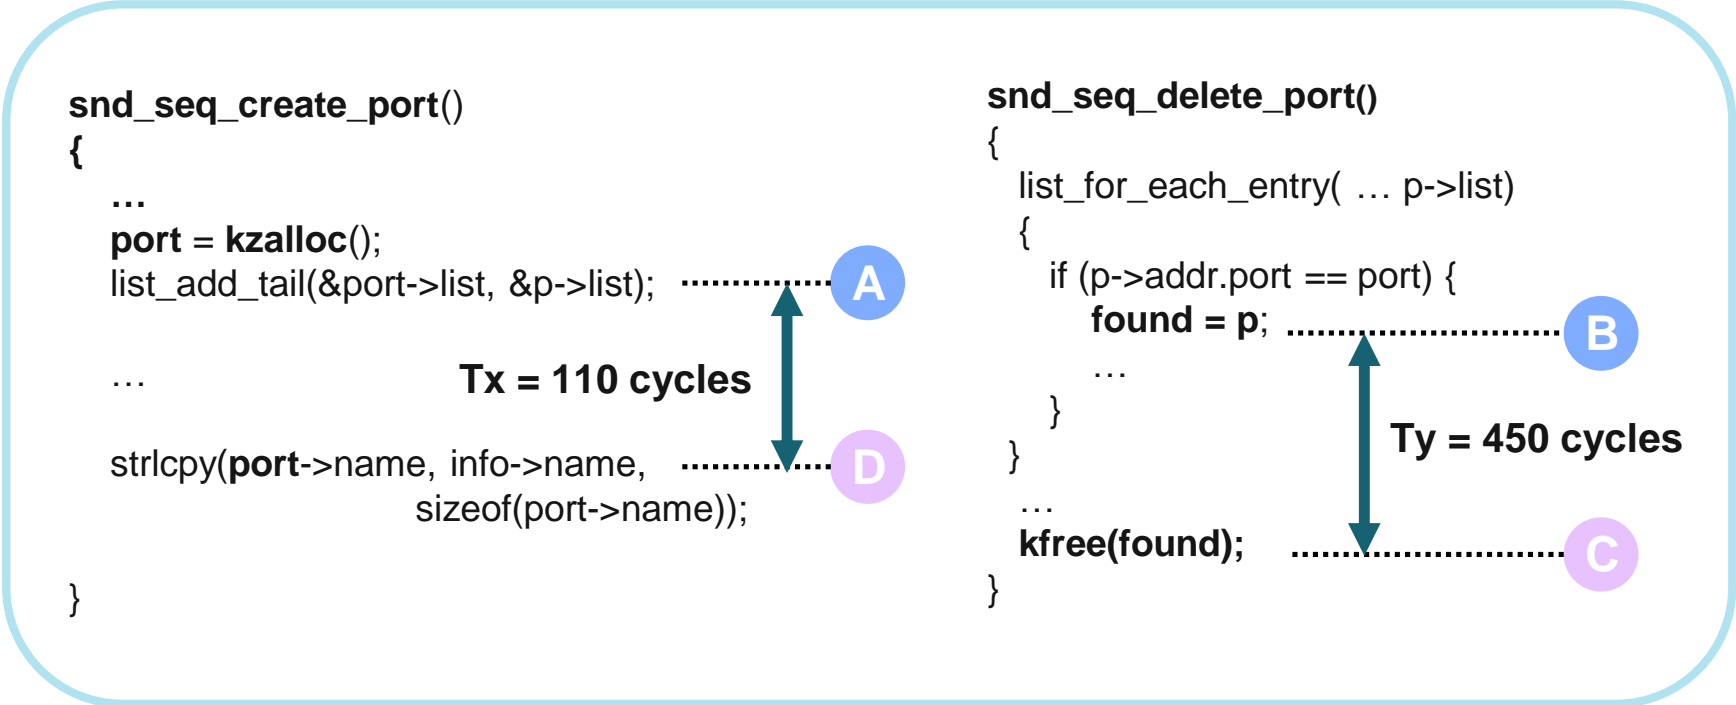 snd_seq_create_port()
{
…
port = kzalloc();
list_add_tail(&port->list, &p->list);
A
…
Tx = 110 cycles
strlcpy(port->name, info->name,
D
sizeof(port->name));
}
snd_seq_delete_port()
{
list_for_each_entry( … p->list)
{
if (p->addr.port == port) {
found = p;
B
…
}
Ty = 450 cycles
}
…
kfree(found);
C
}